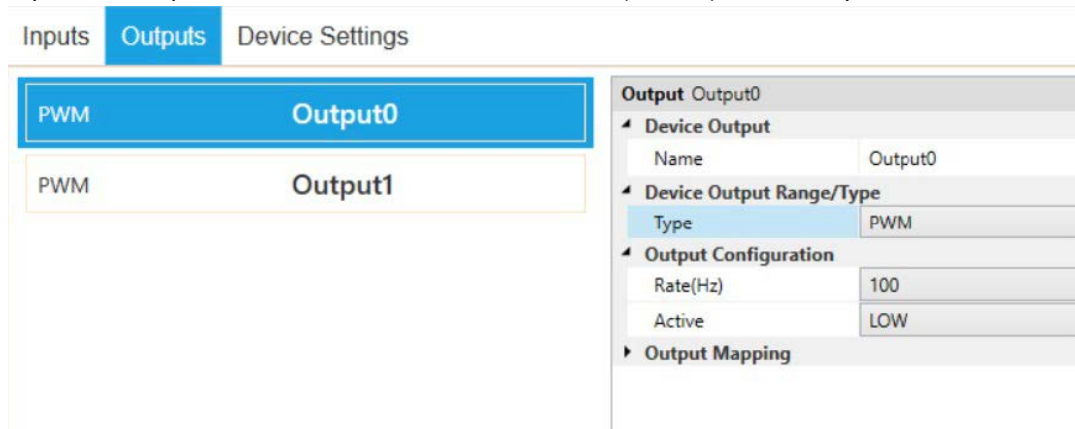 Inputs Outputs Device Settings
PWM Output0
PWM Output1
Output Output0
Device Output
Name Output0
Device Output Range/Type
Type PWM
Output Configuration
Rate(Hz) 100
Active LOW
Output Mapping